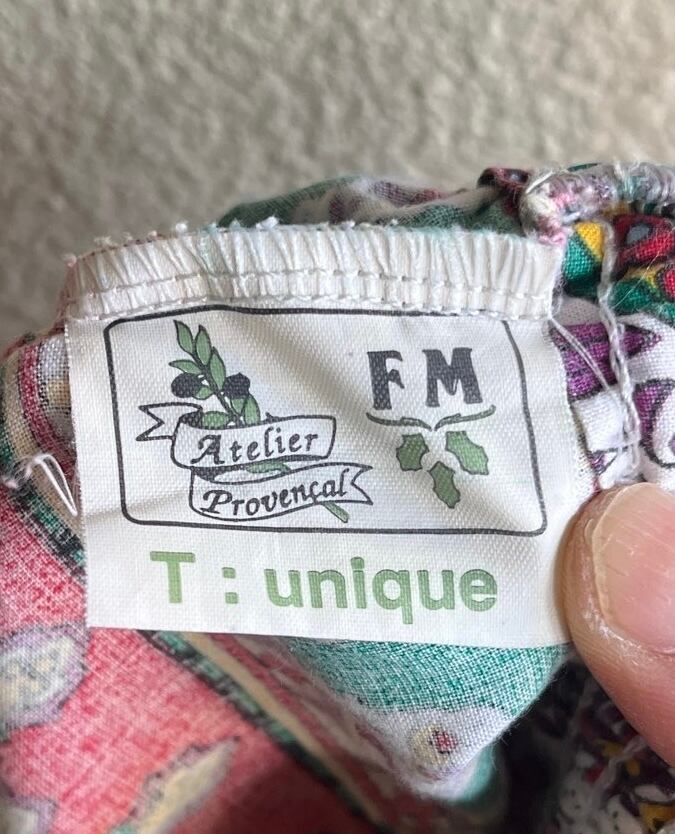 Atelier
Provençal
FM
T : unique